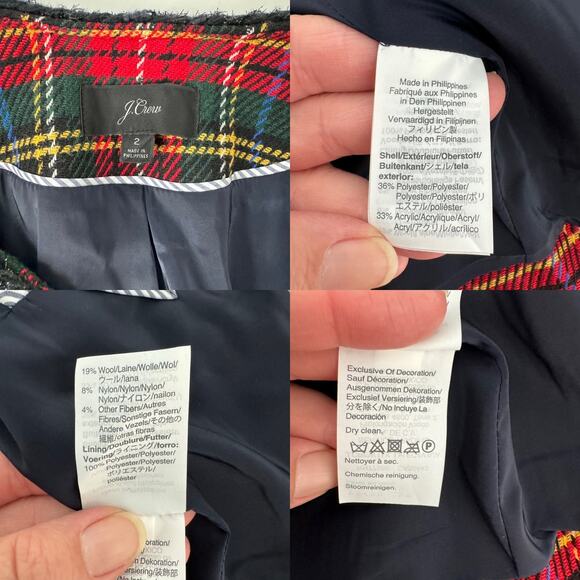 J.Crew
2
MADE IN
PHILIPPINES
Made in Philippines
Fabriqué aux Philippines
In Den Philippinen
Hergestellt
Vervaardigd in Filipijnen
フィリピン製
Hecho en Filipinas
Shell/Extérieur/Oberstoff/
Buitenkant/シェル/tela
exterior:
36% Polyester/Polyester/
Polyester/Polyester/ポリ
エステル/poliéster
33% Acrylic/Acrylique/Acryl/
Acryl/アクリル/acrílico
19% Wool/Laine/Wolle/Wol/
ウール/lana
8% Nylon/Nylon/Nylon/
Nylon/ナイロン/nailon
4% Other Fibers/Autres
Fibres/Sonstige Fasern/
Andere Vezels/その他の
繊維/otras fibras
Lining/Doublure/Futter/
Voering/ライニング/forro:
100% Polyester/Polyester/
Polyester/Polyester/
ポリエステル/
poliéster
Exclusive Of Decoration/
Sauf Décoration/
Ausgenommen Dekoration/
Exclusief Versiering/装飾部
分を除く/No Incluye La
Decoración
Dry clean.
Nettoyer à sec.
Chemische reinigung.
Stoomreinigen.